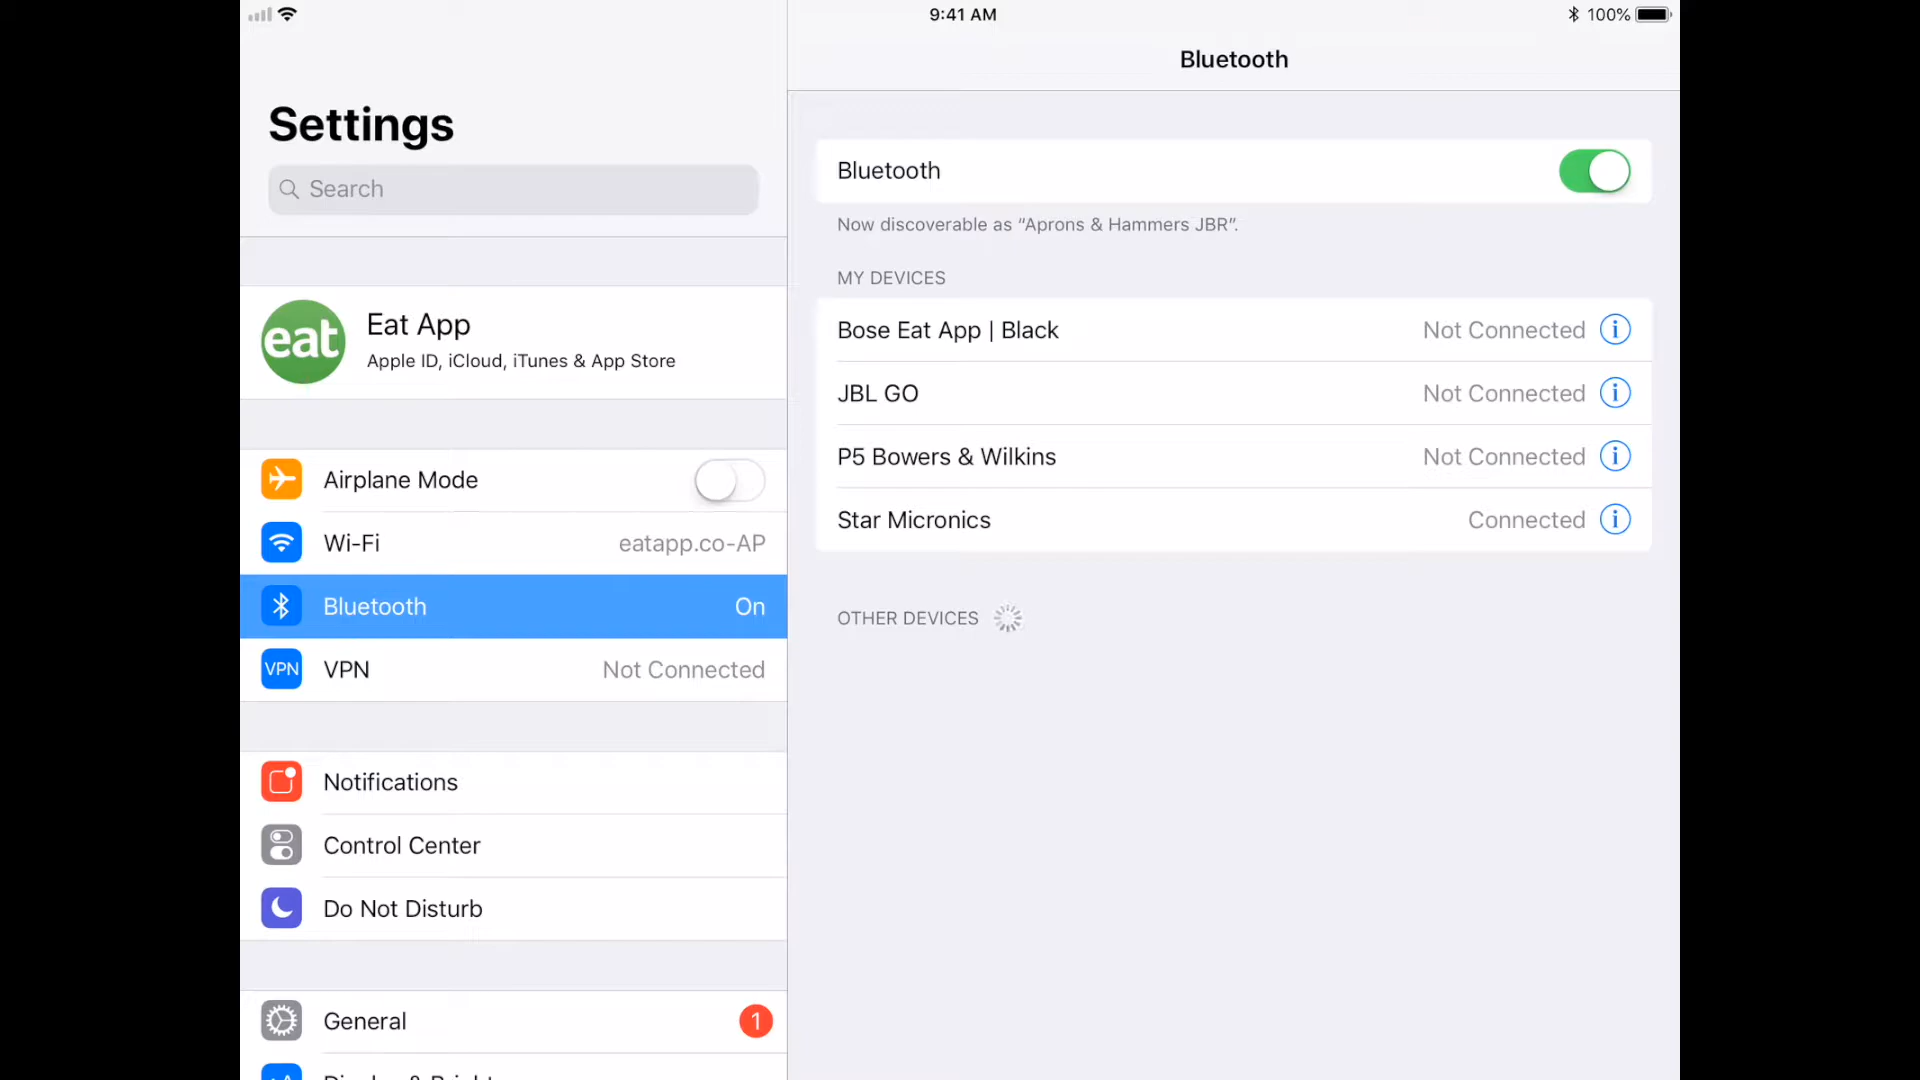 9:41 AM
100%
Settings
Search
eat
Eat App
Apple ID, iCloud, iTunes & App Store
Airplane Mode
Wi-Fi
eatapp.co-AP
Bluetooth
On
VPN
VPN
Not Connected
Notifications
Control Center
Do Not Disturb
General
1
Bluetooth
Bluetooth
Now discoverable as “Aprons & Hammers JBR”.
MY DEVICES
Bose Eat App | Black
Not Connected
JBL GO
Not Connected
P5 Bowers & Wilkins
Not Connected
Star Micronics
Connected
OTHER DEVICES